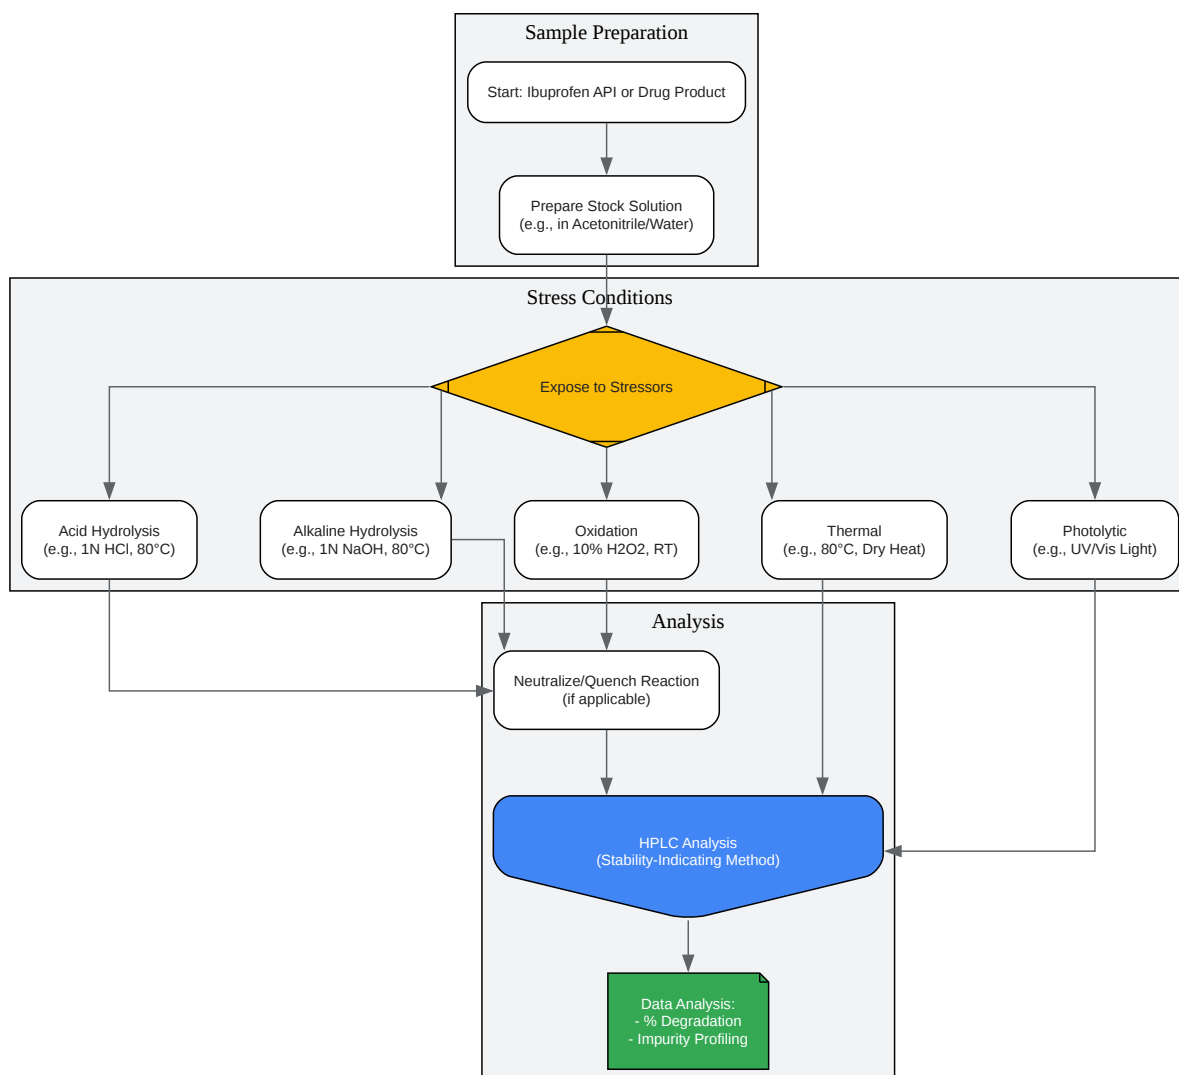 Sample Preparation
Start: Ibuprofen API or Drug Product
Prepare Stock Solution
(e.g., in Acetonitrile/Water)
Stress Conditions
Expose to Stressors
Acid Hydrolysis
(e.g., 1N HCl, 80°C)
Alkaline Hydrolysis
(e.g., 1N NaOH, 80°C)
Oxidation
(e.g., 10% H2O2, RT)
Thermal
(e.g., 80°C, Dry Heat)
Photolytic
(e.g., UV/Vis Light)
Analysis
Neutralize/Quench Reaction
(if applicable)
HPLC Analysis
(Stability-Indicating Method)
Data Analysis:
- % Degradation
- Impurity Profiling